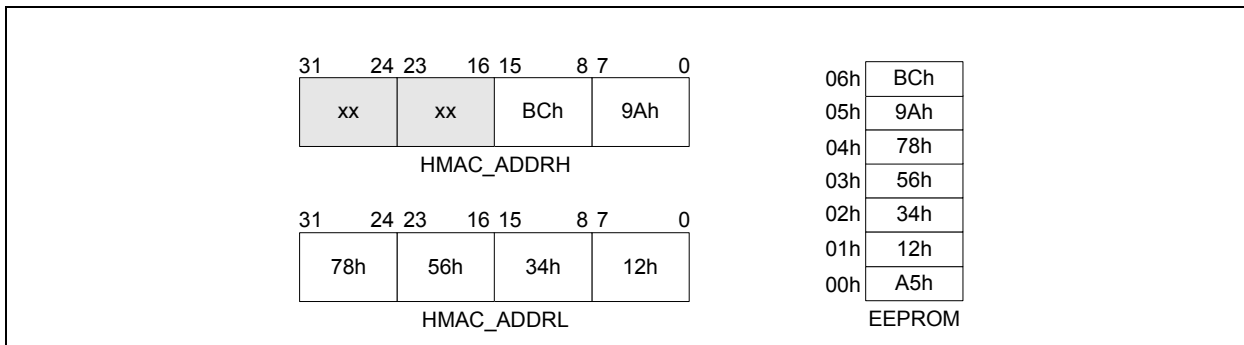 31 24 23 16 15 8 7 0
xx xx BCh 9Ah
HMAC_ADDRH
31 24 23 16 15 8 7 0
78h 56h 34h 12h
HMAC_ADDRL
06h BCh
05h 9Ah
04h 78h
03h 56h
02h 34h
01h 12h
00h A5h
EEPROM